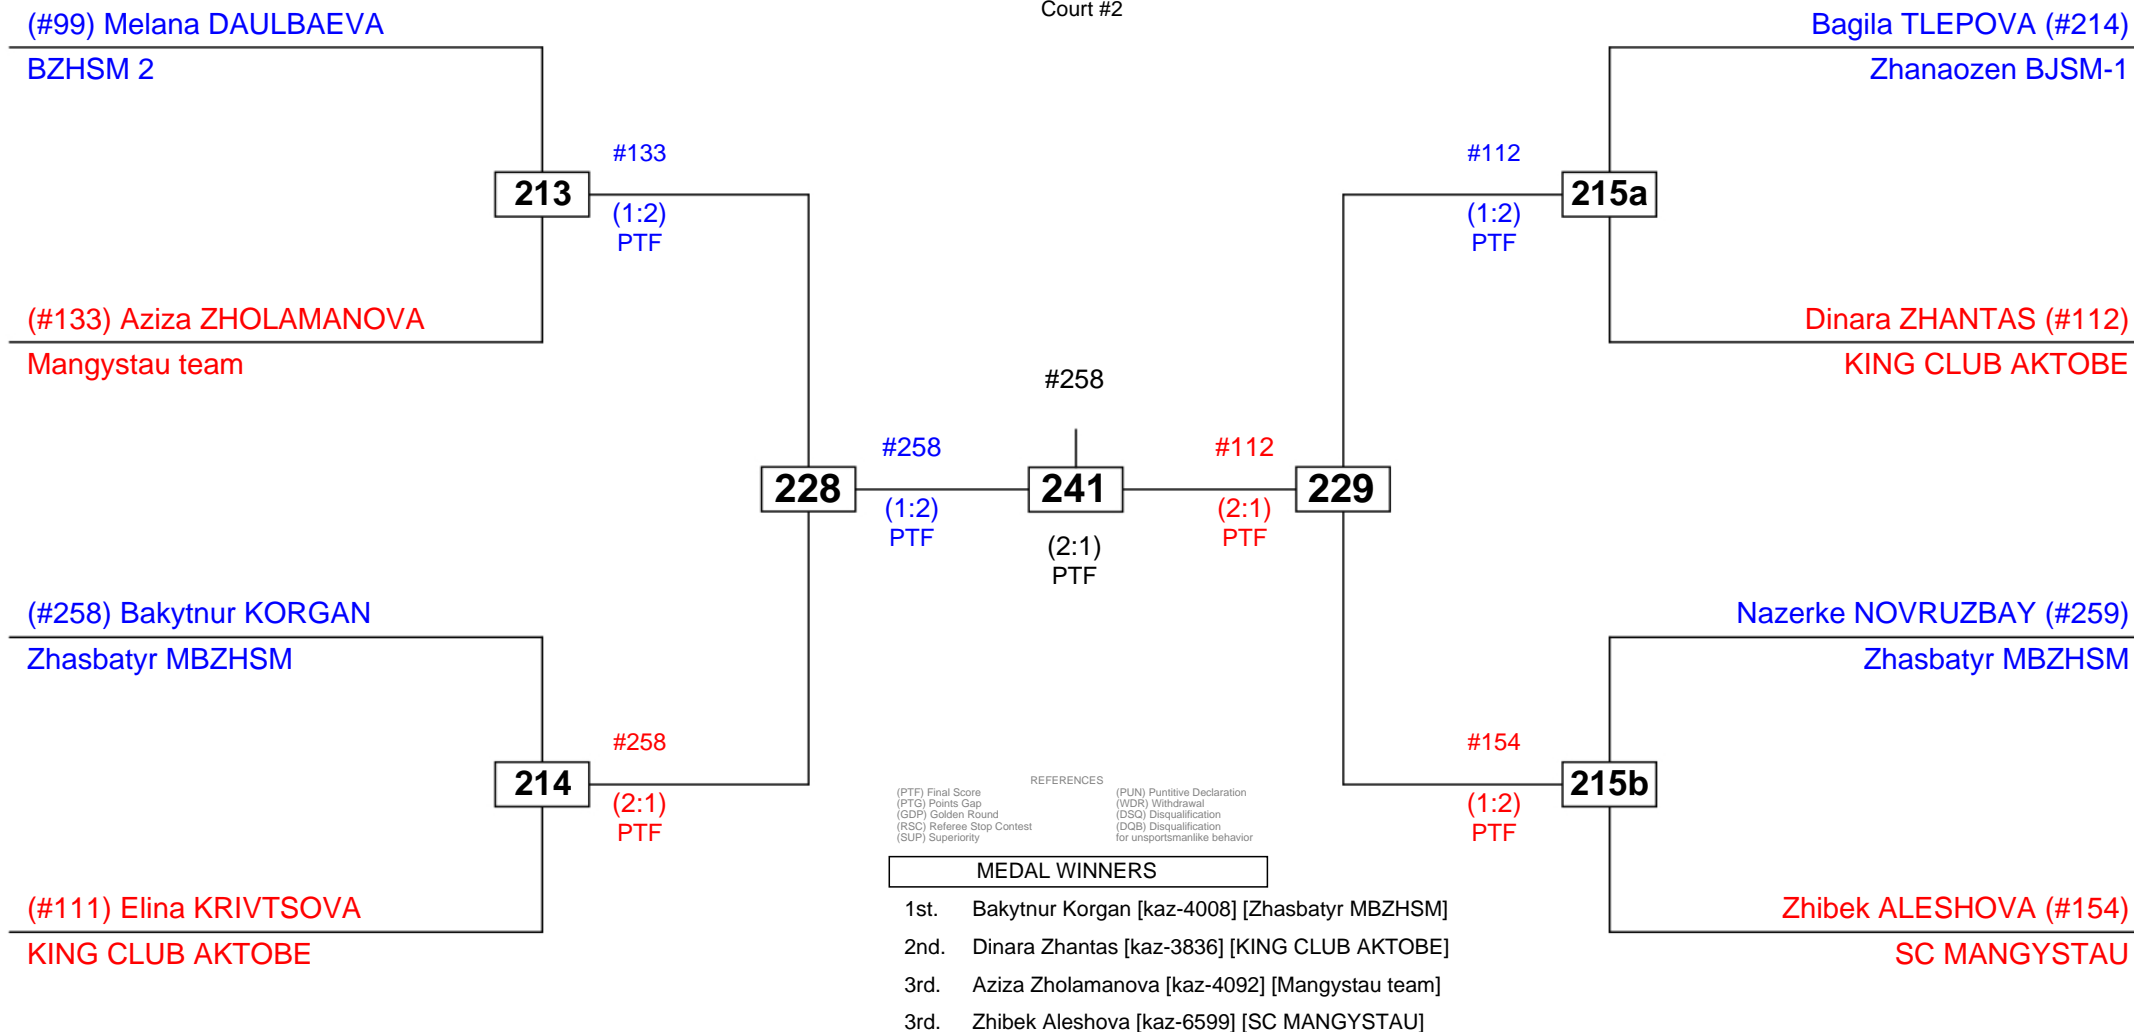 Court #2
(#99) Melana DAULBAEVA
BZHSM 2
Bagila TLEPOVA (#214)
Zhanaozen BJSM-1
#133
213
(1:2)
PTF
#112
215a
(1:2)
PTF
(#133) Aziza ZHOLAMANOVA
Mangystau team
Dinara ZHANTAS (#112)
KING CLUB AKTOBE
#258
#258
228
(1:2)
PTF
241
(2:1)
PTF
#112
229
(2:1)
PTF
(#258) Bakytnur KORGAN
Zhasbatyr MBZHSM
Nazerke NOVRUZBAY (#259)
Zhasbatyr MBZHSM
#258
214
(2:1)
PTF
#154
215b
(1:2)
PTF
(#111) Elina KRIVTSOVA
KING CLUB AKTOBE
Zhibek ALESHOVA (#154)
SC MANGYSTAU
REFERENCES
(PTF) Final Score
(PTG) Points Gap
(GDP) Golden Round
(RSC) Referee Stop Contest
(SUP) Superiority
(PUN) Puntitive Declaration
(WDR) Withdrawal
(DSQ) Disqualification
(DQB) Disqualification
for unsportsmanlike behavior
MEDAL WINNERS
1st. Bakytnur Korgan [kaz-4008] [Zhasbatyr MBZHSM]
2nd. Dinara Zhantas [kaz-3836] [KING CLUB AKTOBE]
3rd. Aziza Zholamanova [kaz-4092] [Mangystau team]
3rd. Zhibek Aleshova [kaz-6599] [SC MANGYSTAU]